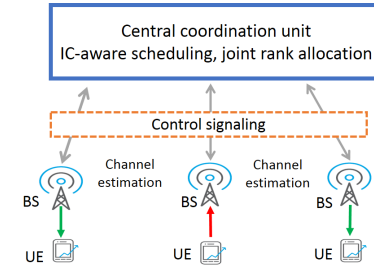 Central coordination unit
IC-aware scheduling, joint rank allocation
Control signaling
Channel estimation
Channel estimation
BS
BS
BS
UE
UE
UE